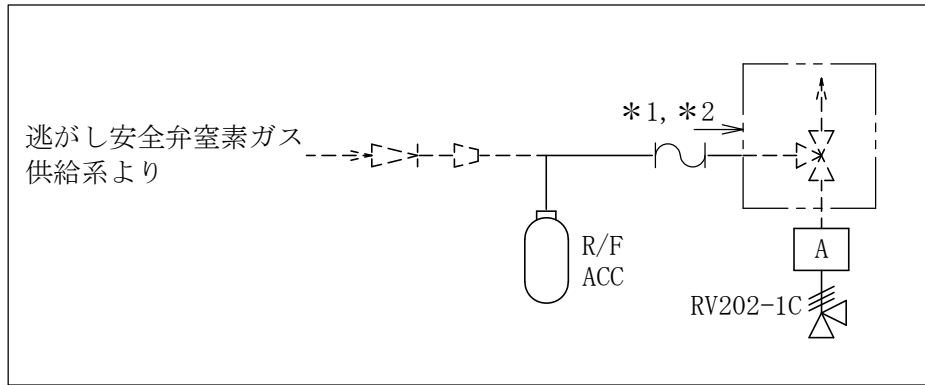 逃がし安全弁窒素ガス
供給系より
*1, *2
R/F
ACC
A
RV202-1C